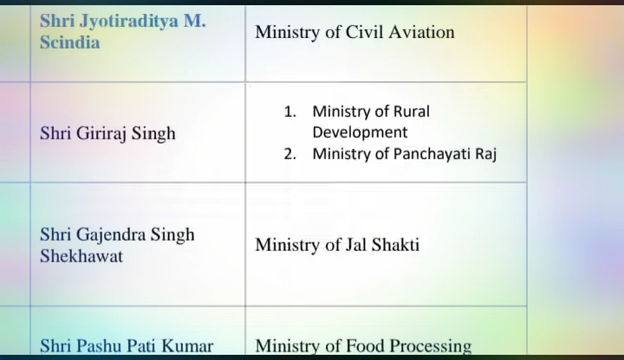 Shri Jyotiraditya M.
Scindia
Ministry of Civil Aviation
Shri Giriraj Singh
1. Ministry of Rural
Development
2. Ministry of Panchayati Raj
Shri Gajendra Singh
Shekhawat
Ministry of Jal Shakti
Shri Pashu Pati Kumar
Ministry of Food Processing